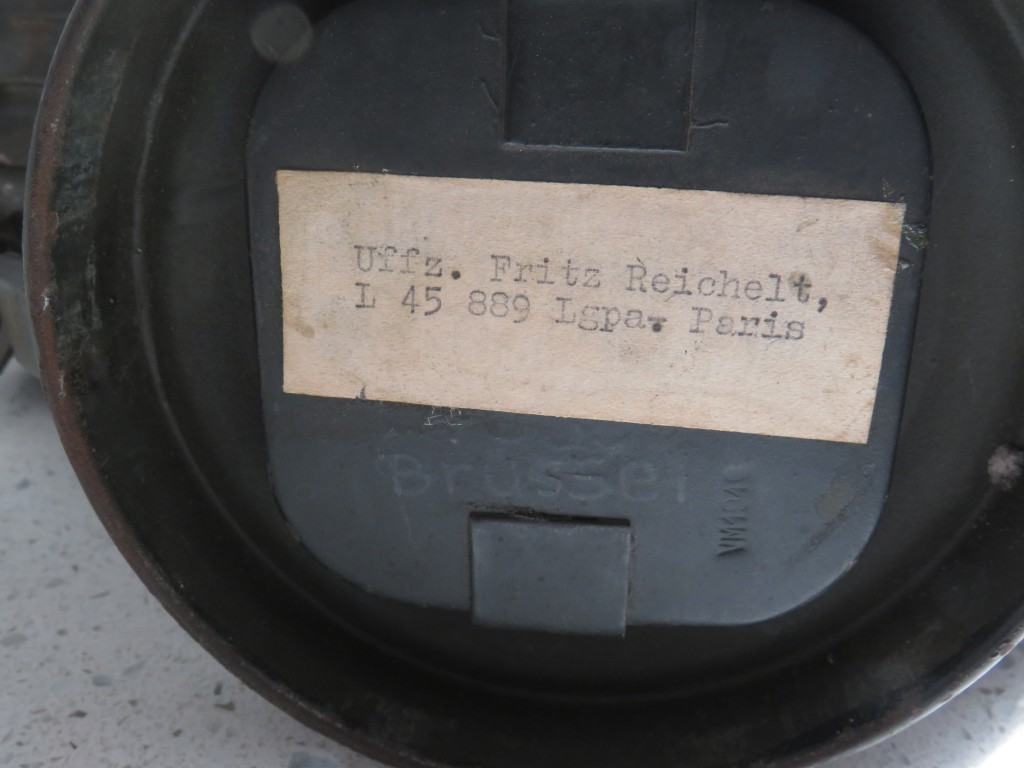 Uffz. Fritz Reichelt,
L 45 889 Lgpa. Paris
Brüssel